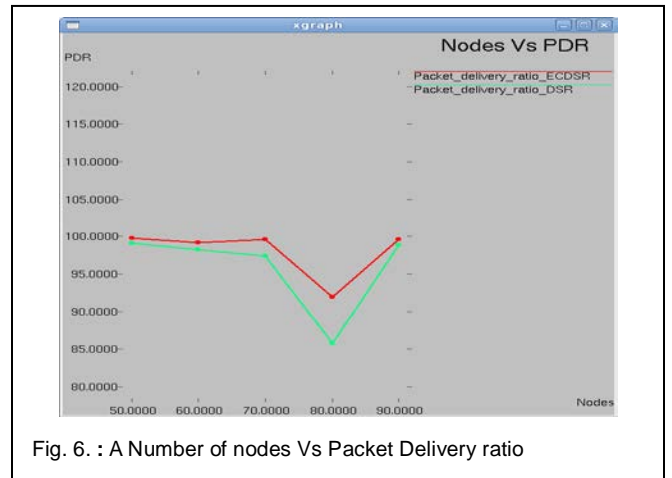 xgraph
Nodes Vs PDR
PDR
Packet_delivery_ratio_ECDSR
Packet_delivery_ratio_DSR
120.0000
115.0000
110.0000
105.0000
100.0000
95.0000
90.0000
85.0000
80.0000
50.0000 60.0000 70.0000 80.0000 90.0000
Nodes
Fig. 6. : A Number of nodes Vs Packet Delivery ratio